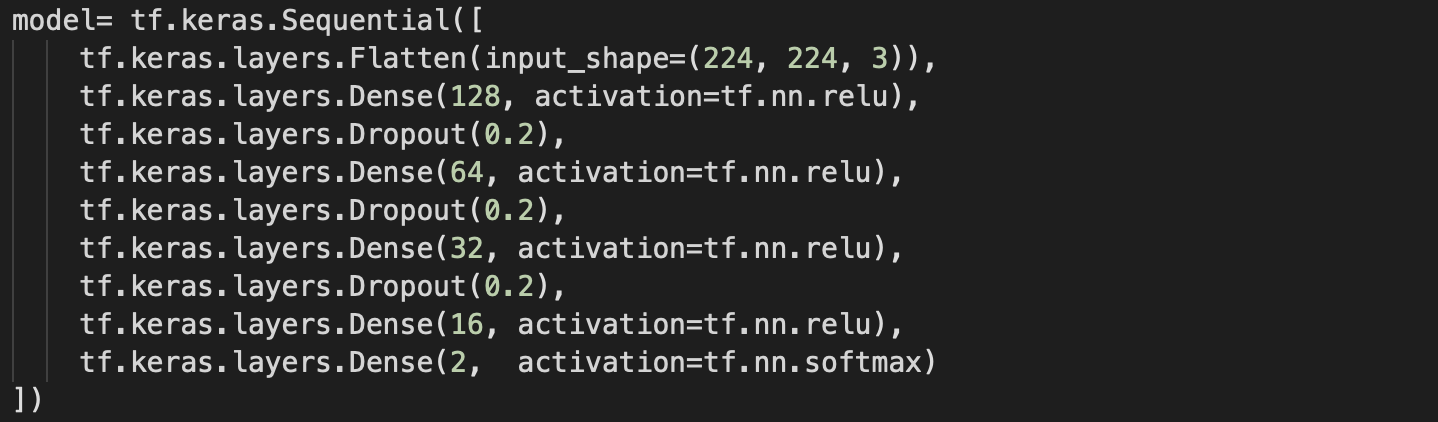 model= tf.keras.Sequential([
    tf.keras.layers.Flatten(input_shape=(224, 224, 3)),
    tf.keras.layers.Dense(128, activation=tf.nn.relu),
    tf.keras.layers.Dropout(0.2),
    tf.keras.layers.Dense(64, activation=tf.nn.relu),
    tf.keras.layers.Dropout(0.2),
    tf.keras.layers.Dense(32, activation=tf.nn.relu),
    tf.keras.layers.Dropout(0.2),
    tf.keras.layers.Dense(16, activation=tf.nn.relu),
    tf.keras.layers.Dense(2,  activation=tf.nn.softmax)
])